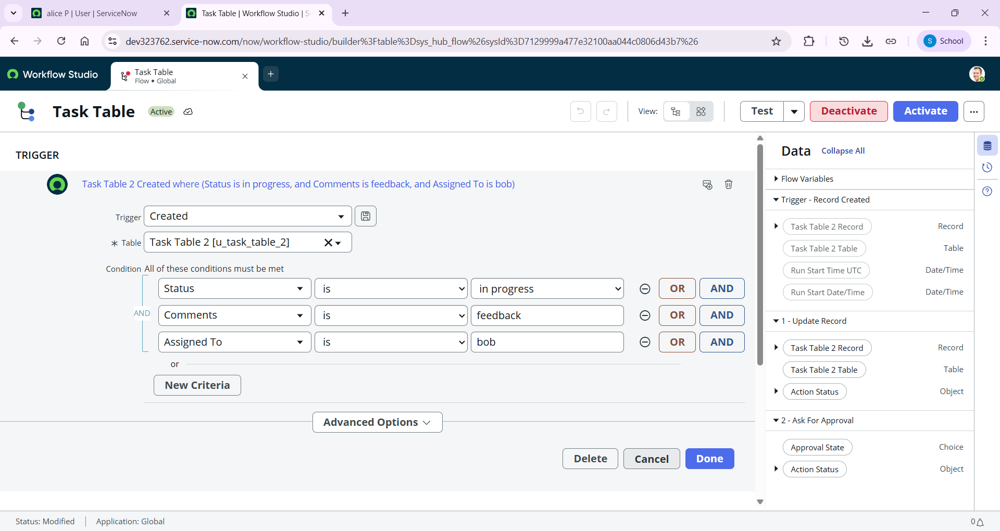 alice P | User | ServiceNow
Task Table | Workflow Studio | S
dev323762.service-now.com/now/workflow-studio/builder%3Ftable%3Dsys_hub_flow%26sysId%3D7129999a477e32100aa044c0806d43b7%26
S School
Workflow Studio
Task Table
Flow • Global
Task Table
Active
View:
Test
Deactivate
Activate
TRIGGER
Task Table 2 Created where (Status is in progress, and Comments is feedback, and Assigned To is bob)
Trigger Created
* Table Task Table 2 [u_task_table_2]
Condition All of these conditions must be met
Status is in progress OR AND
AND
Comments is feedback OR AND
Assigned To is bob OR AND
or
New Criteria
Advanced Options
Delete Cancel Done
Data Collapse All
Flow Variables
Trigger - Record Created
Task Table 2 Record Record
Task Table 2 Table Table
Run Start Time UTC Date/Time
Run Start Date/Time Date/Time
1 - Update Record
Task Table 2 Record Record
Task Table 2 Table Table
Action Status Object
2 - Ask For Approval
Approval State Choice
Action Status Object
Status: Modified Application: Global
0